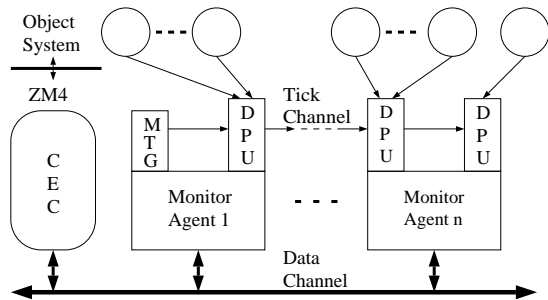 Object
System
ZM4
C
E
C
M
T
G
D
P
U
Tick
Channel
D
P
U
D
P
U
Monitor
Agent 1
Monitor
Agent n
Data
Channel